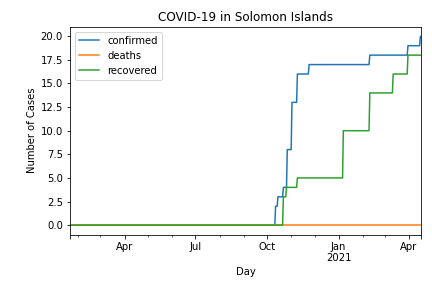 COVID-19 in Solomon Islands
confirmed
deaths
recovered
Number of Cases
20.0
17.5
15.0
12.5
10.0
7.5
5.0
2.5
0.0
Apr Jul Oct Jan Apr
2021
Day